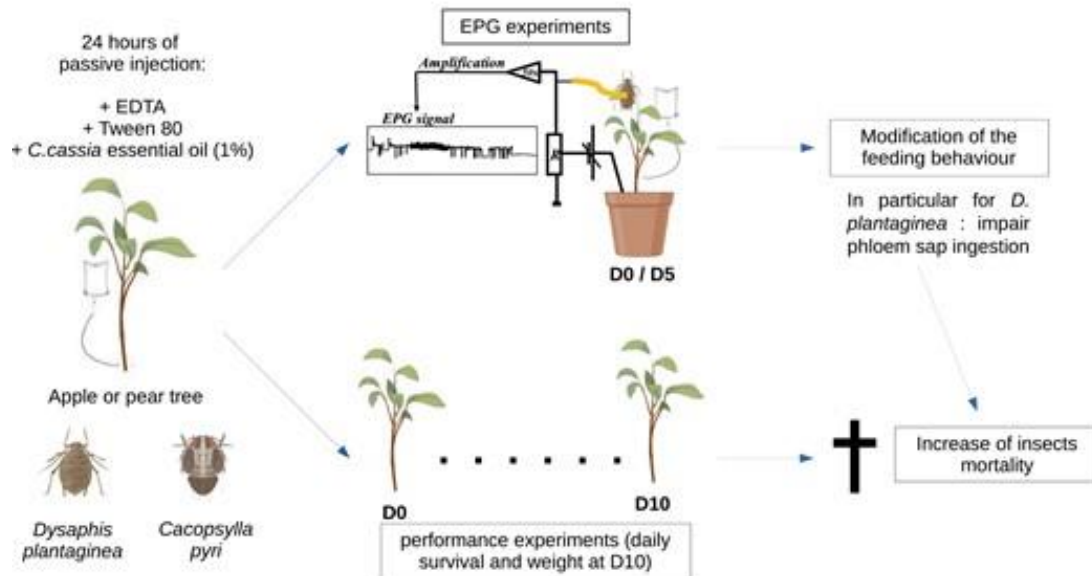 24 hours of
passive injection:
+ EDTA
+ Tween 80
+ C.cassia essential oil (1%)
Apple or pear tree
Dysaphis
plantaginea
Cacopsylla
pyri
EPG experiments
Amplification
EPG signal
D0 / D5
D0
D10
performance experiments (daily
survival and weight at D10)
Modification of the
feeding behaviour
In particular for D.
plantaginea : impair
phloem sap ingestion
Increase of insects
mortality